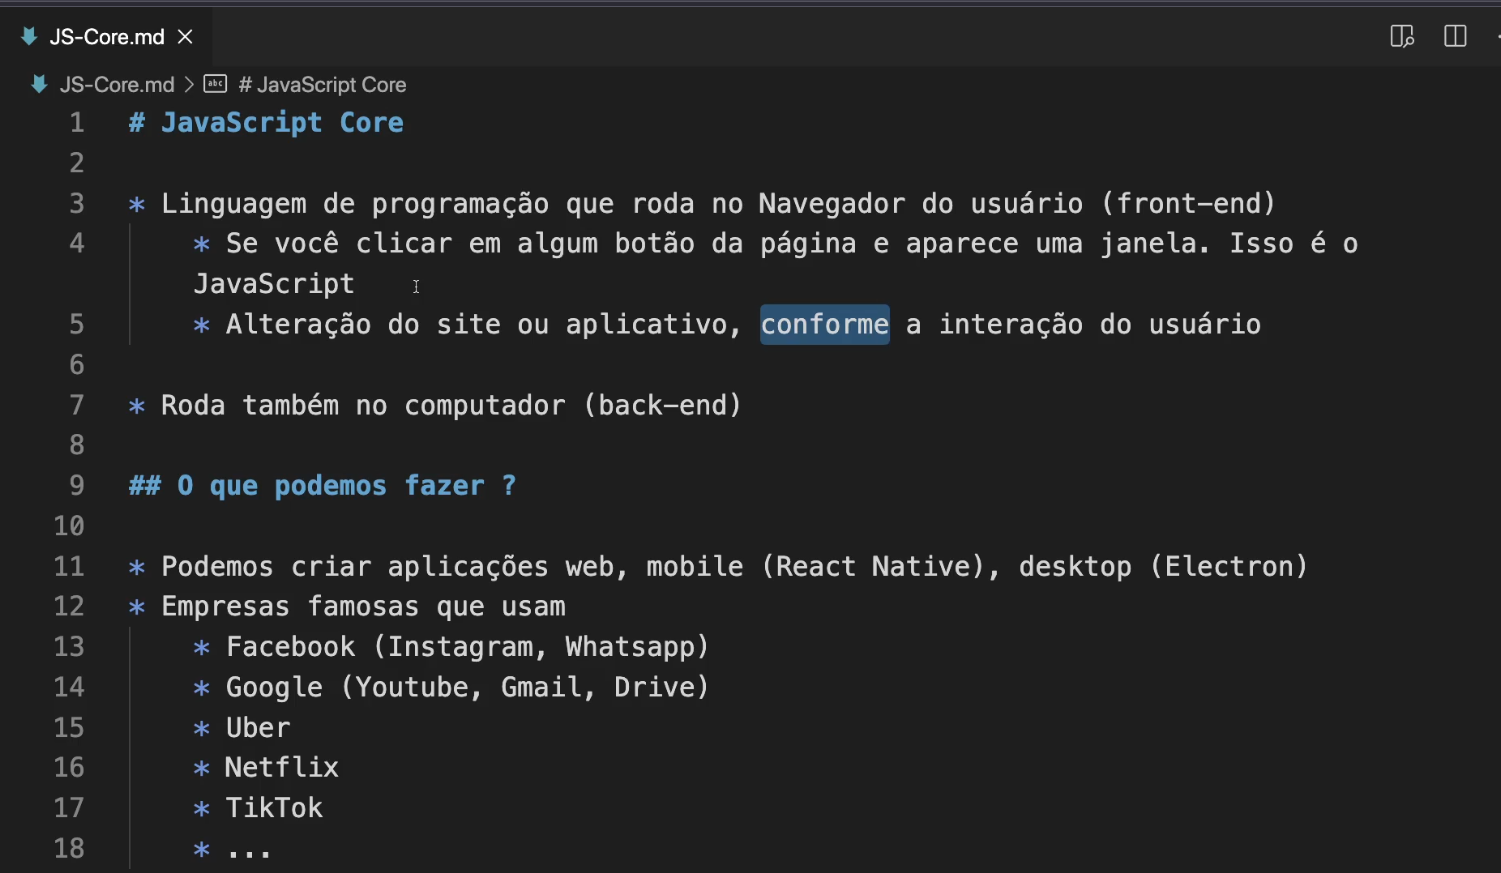 JS-Core.md
JS-Core.md > # JavaScript Core
1 # JavaScript Core
2
3 * Linguagem de programação que roda no Navegador do usuário (front-end)
4 * Se você clicar em algum botão da página e aparece uma janela. Isso é o
JavaScript
5 * Alteração do site ou aplicativo, conforme a interação do usuário
6
7 * Roda também no computador (back-end)
8
9 ## O que podemos fazer ?
10
11 * Podemos criar aplicações web, mobile (React Native), desktop (Electron)
12 * Empresas famosas que usam
13 * Facebook (Instagram, Whatsapp)
14 * Google (Youtube, Gmail, Drive)
15 * Uber
16 * Netflix
17 * TikTok
18 * ...